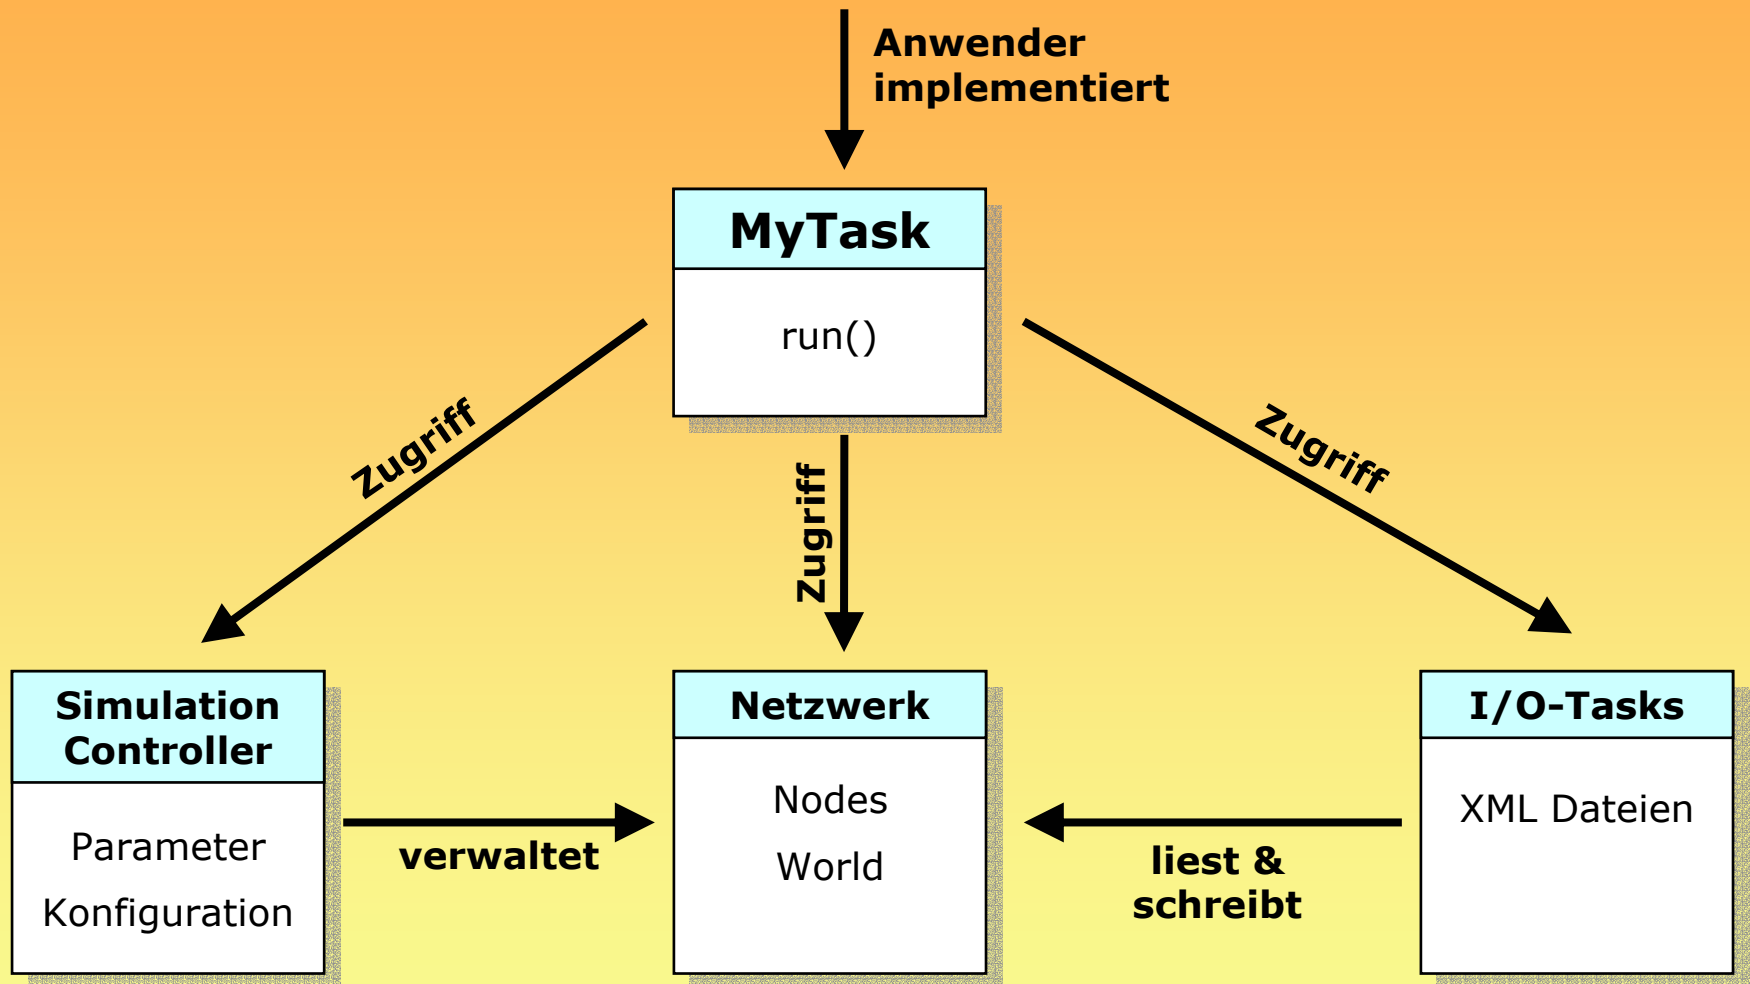 Anwender
implementiert
MyTask
run()
Zugriff
Zugriff
Zugriff
Simulation
Controller
Parameter
Konfiguration
verwaltet
Netzwerk
Nodes
World
liest &
schreibt
I/O-Tasks
XML Dateien